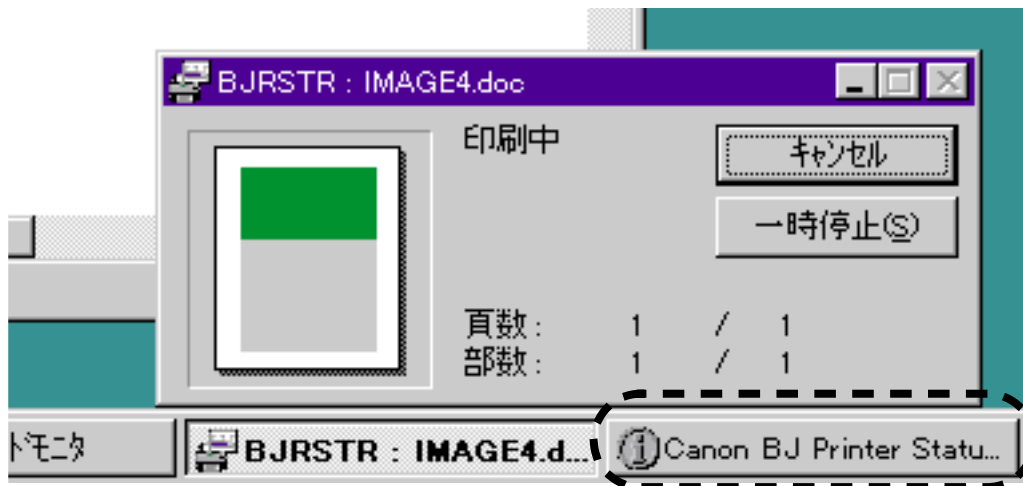 BJRSTR : IMAGE4.doc
印刷中
キャンセル
一時停止(S)
頁数 : 1 / 1
部数 : 1 / 1
ドモニタ
BJRSTR : IMAGE4.d...
Canon BJ Printer Statu...